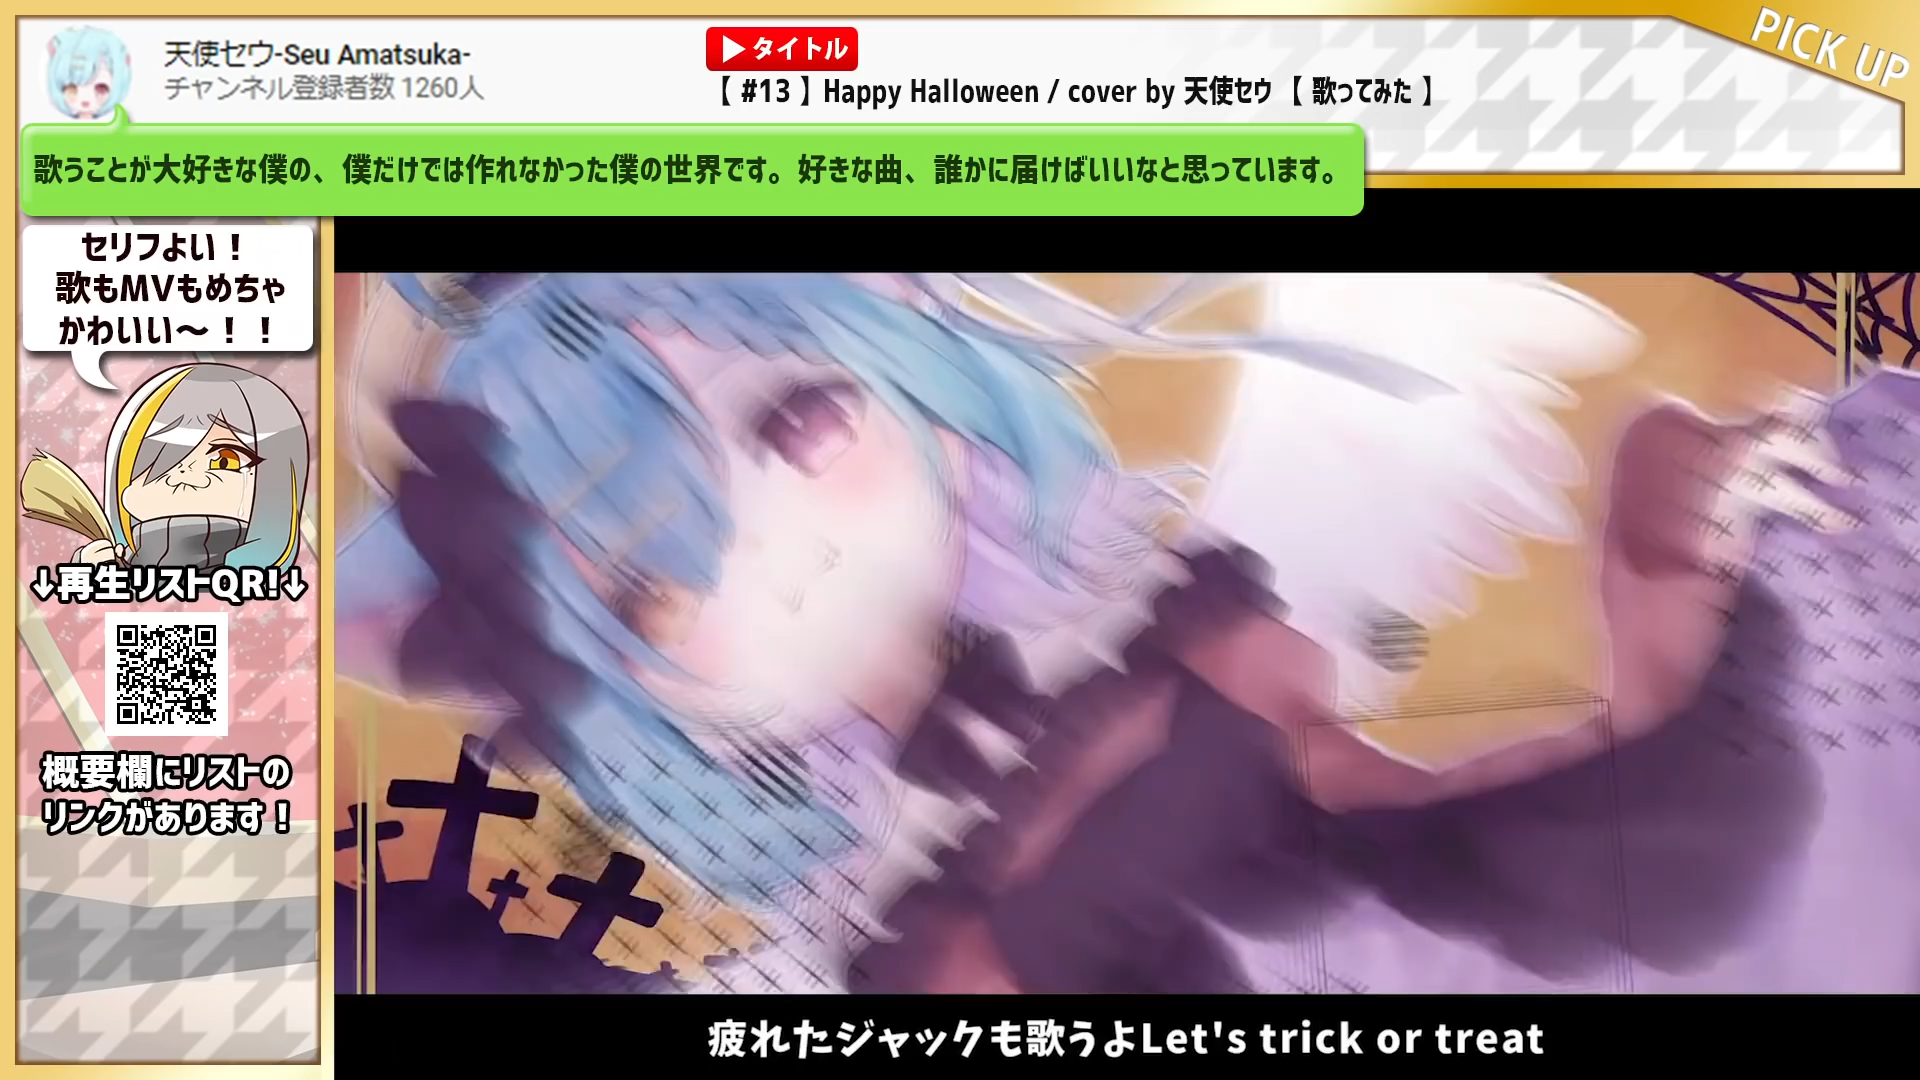 天使セウ-Seu Amatsuka-
チャンネル登録者数 1260人
▶タイトル
【 #13 】Happy Halloween / cover by 天使セウ 【 歌ってみた 】
PICK UP
歌うことが大好きな僕の、僕だけでは作れなかった僕の世界です。好きな曲、誰かに届けばいいなと思っています。
セリフよい！
歌もMVもめちゃ
かわいい～！！
↓再生リストQR!↓
概要欄にリストの
リンクがあります！
疲れたジャックも歌うよLet's trick or treat